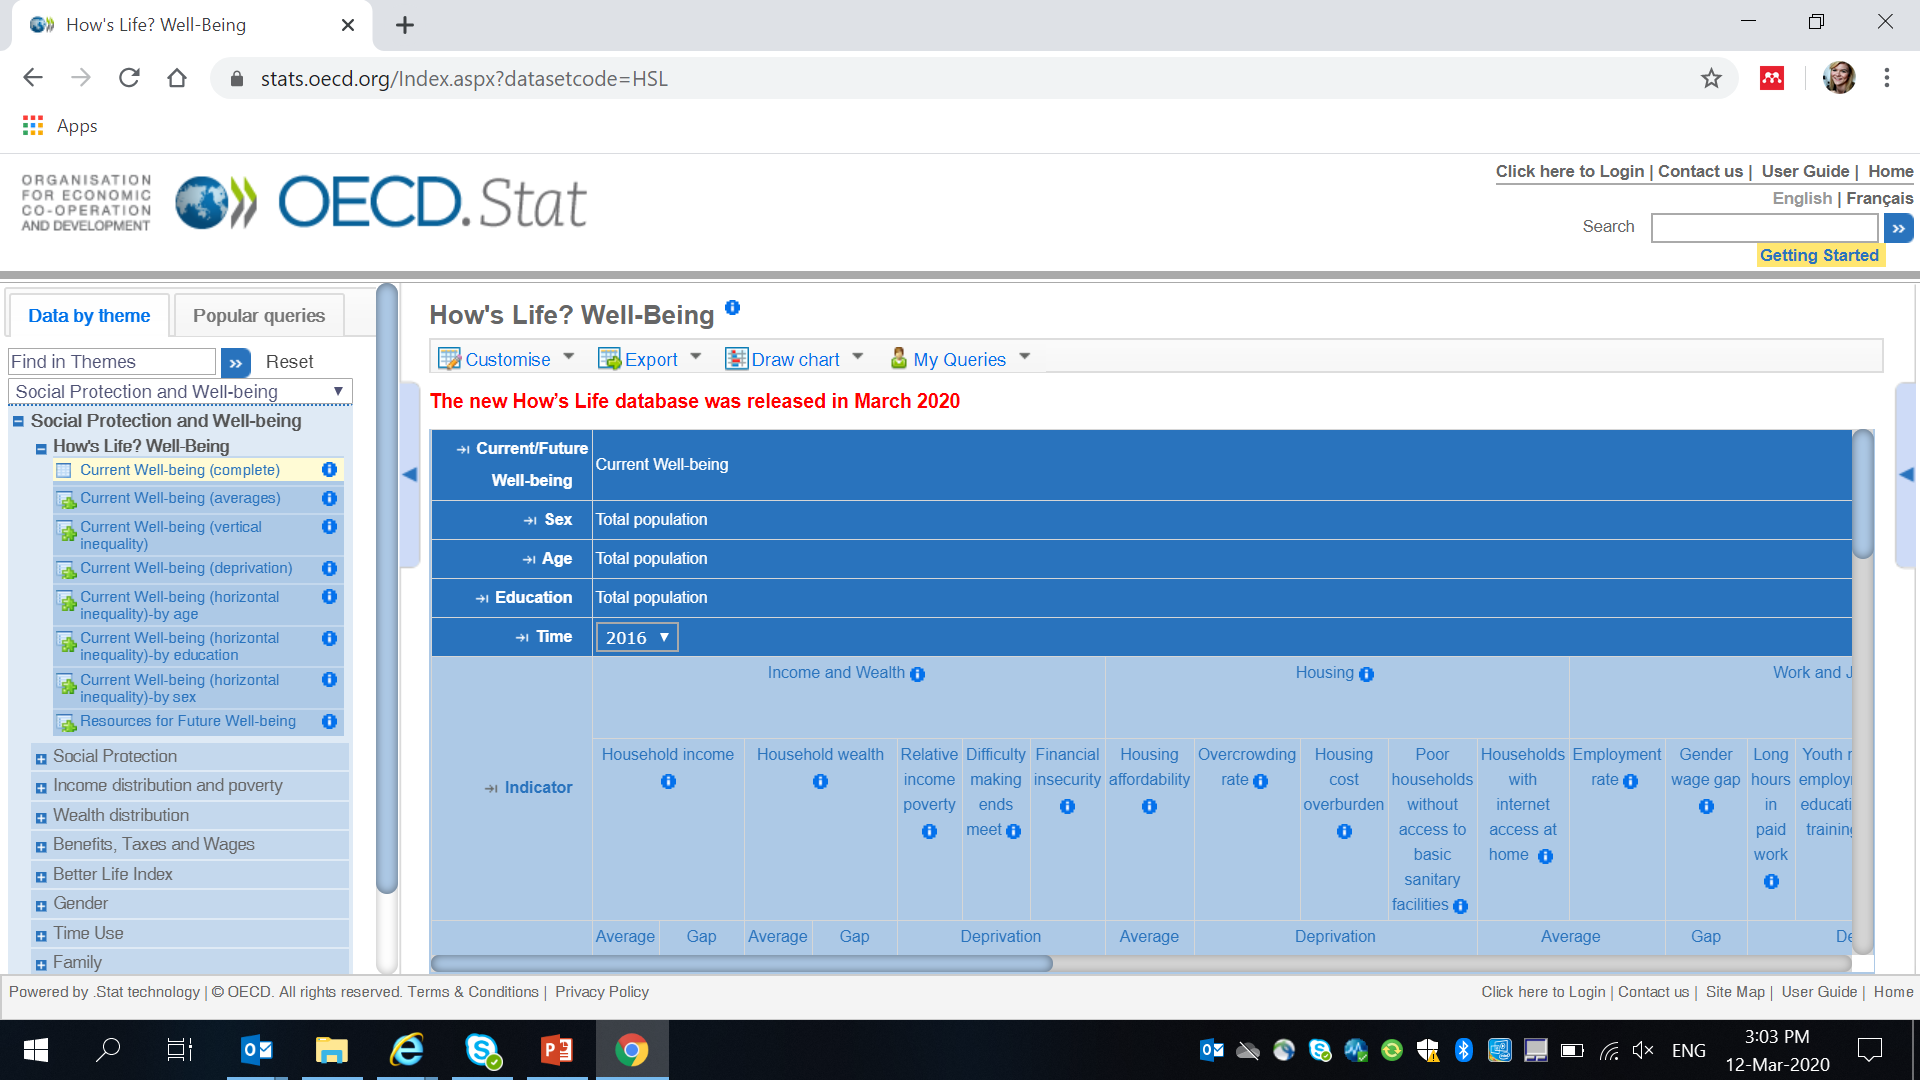 How's Life? Well-Being
stats.oecd.org/Index.aspx?datasetcode=HSL
Apps
ORGANISATION
FOR ECONOMIC
CO-OPERATION
AND DEVELOPMENT
OECD.Stat
Click here to Login | Contact us | User Guide | Home
English | Français
Search
Getting Started
Data by theme
Popular queries
Find in Themes
Reset
Social Protection and Well-being
Social Protection and Well-being
How's Life? Well-Being
Current Well-being (complete)
Current Well-being (averages)
Current Well-being (vertical
inequality)
Current Well-being (deprivation)
Current Well-being (horizontal
inequality)-by age
Current Well-being (horizontal
inequality)-by education
Current Well-being (horizontal
inequality)-by sex
Resources for Future Well-being
Social Protection
Income distribution and poverty
Wealth distribution
Benefits, Taxes and Wages
Better Life Index
Gender
Time Use
Family
How's Life? Well-Being
Customise
Export
Draw chart
My Queries
The new How's Life database was released in March 2020
Current/Future
Well-being
Current Well-being
Sex
Total population
Age
Total population
Education
Total population
Time
2016
Income and Wealth
Housing
Work and J
Indicator
Household income
Household wealth
Relative
income
poverty
Difficulty
making
ends
meet
Financial
insecurity
Housing
affordability
Overcrowding
rate
Housing
cost
overburden
Poor
households
without
access to
basic
sanitary
facilities
Households
with
internet
access at
home
Employment
rate
Gender
wage gap
Long
hours
in
paid
work
Youth
employ
educati
training
Average
Gap
Average
Gap
Deprivation
Average
Deprivation
Average
Gap
De
Powered by .Stat technology | © OECD. All rights reserved. Terms & Conditions | Privacy Policy
Click here to Login | Contact us | Site Map | User Guide | Home
ENG
3:03 PM
12-Mar-2020